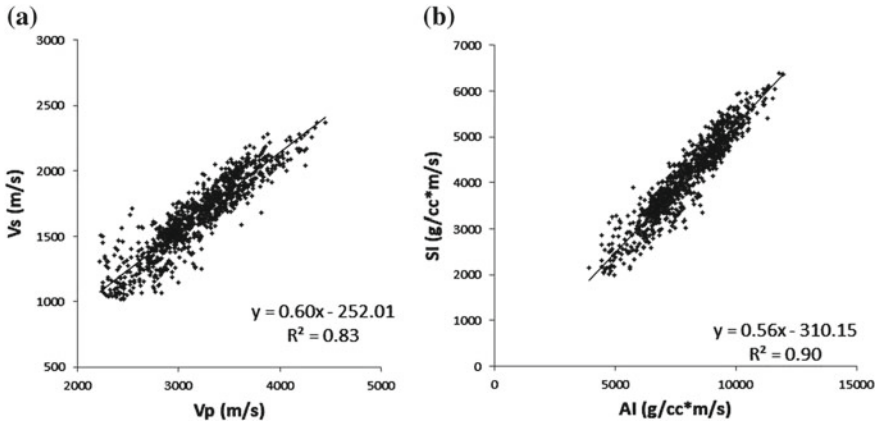 (a)
3000
2500
2000
1500
1000
500
Vs (m/s)
y = 0.60x - 252.01
R² = 0.83
2000
3000
4000
5000
Vp (m/s)
(b)
7000
6000
5000
4000
3000
2000
1000
0
SI (g/cc*m/s)
y = 0.56x - 310.15
R² = 0.90
0
5000
10000
15000
AI (g/cc*m/s)